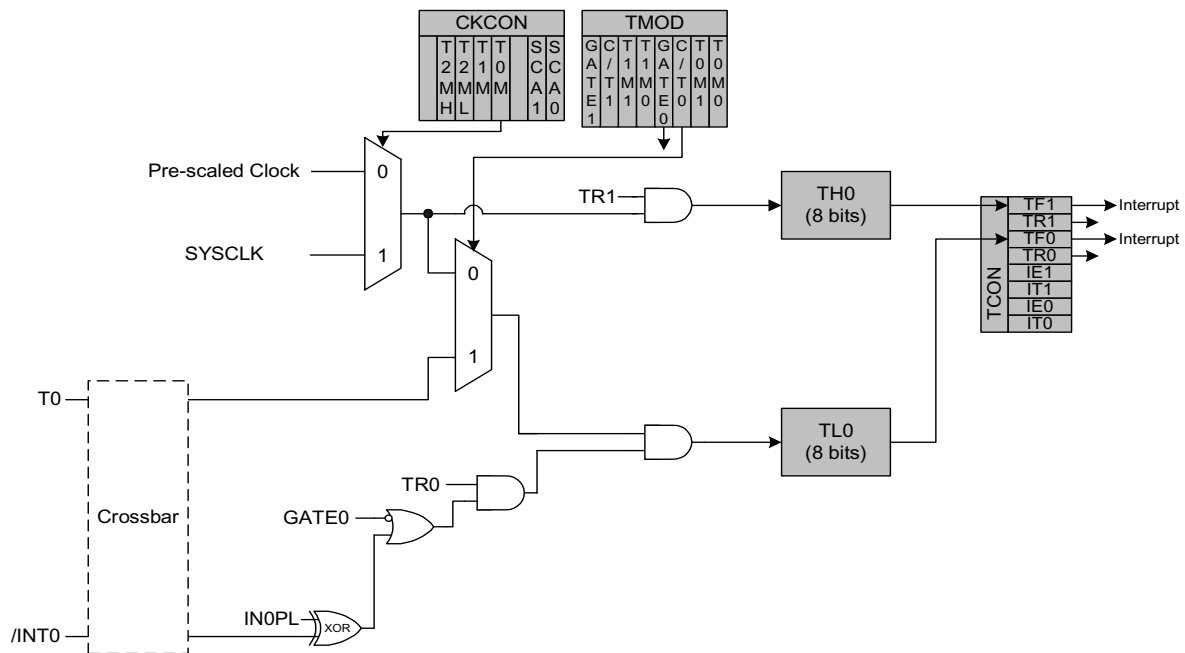 CKCON
T2MH
T2ML
T1M
T0M
SCA1
SCA0
TMOD
GATE1
C/T1
T1M1
T1M0
GATE0
C/T0
T0M1
T0M0
Pre-scaled Clock
0
SYSCLK
1
TR1
TH0
(8 bits)
TCON
TF1
TR1
TF0
TR0
IE1
IT1
IE0
IT0
Interrupt
Interrupt
0
1
T0
Crossbar
/INT0
TL0
(8 bits)
TR0
GATE0
IN0PL
XOR